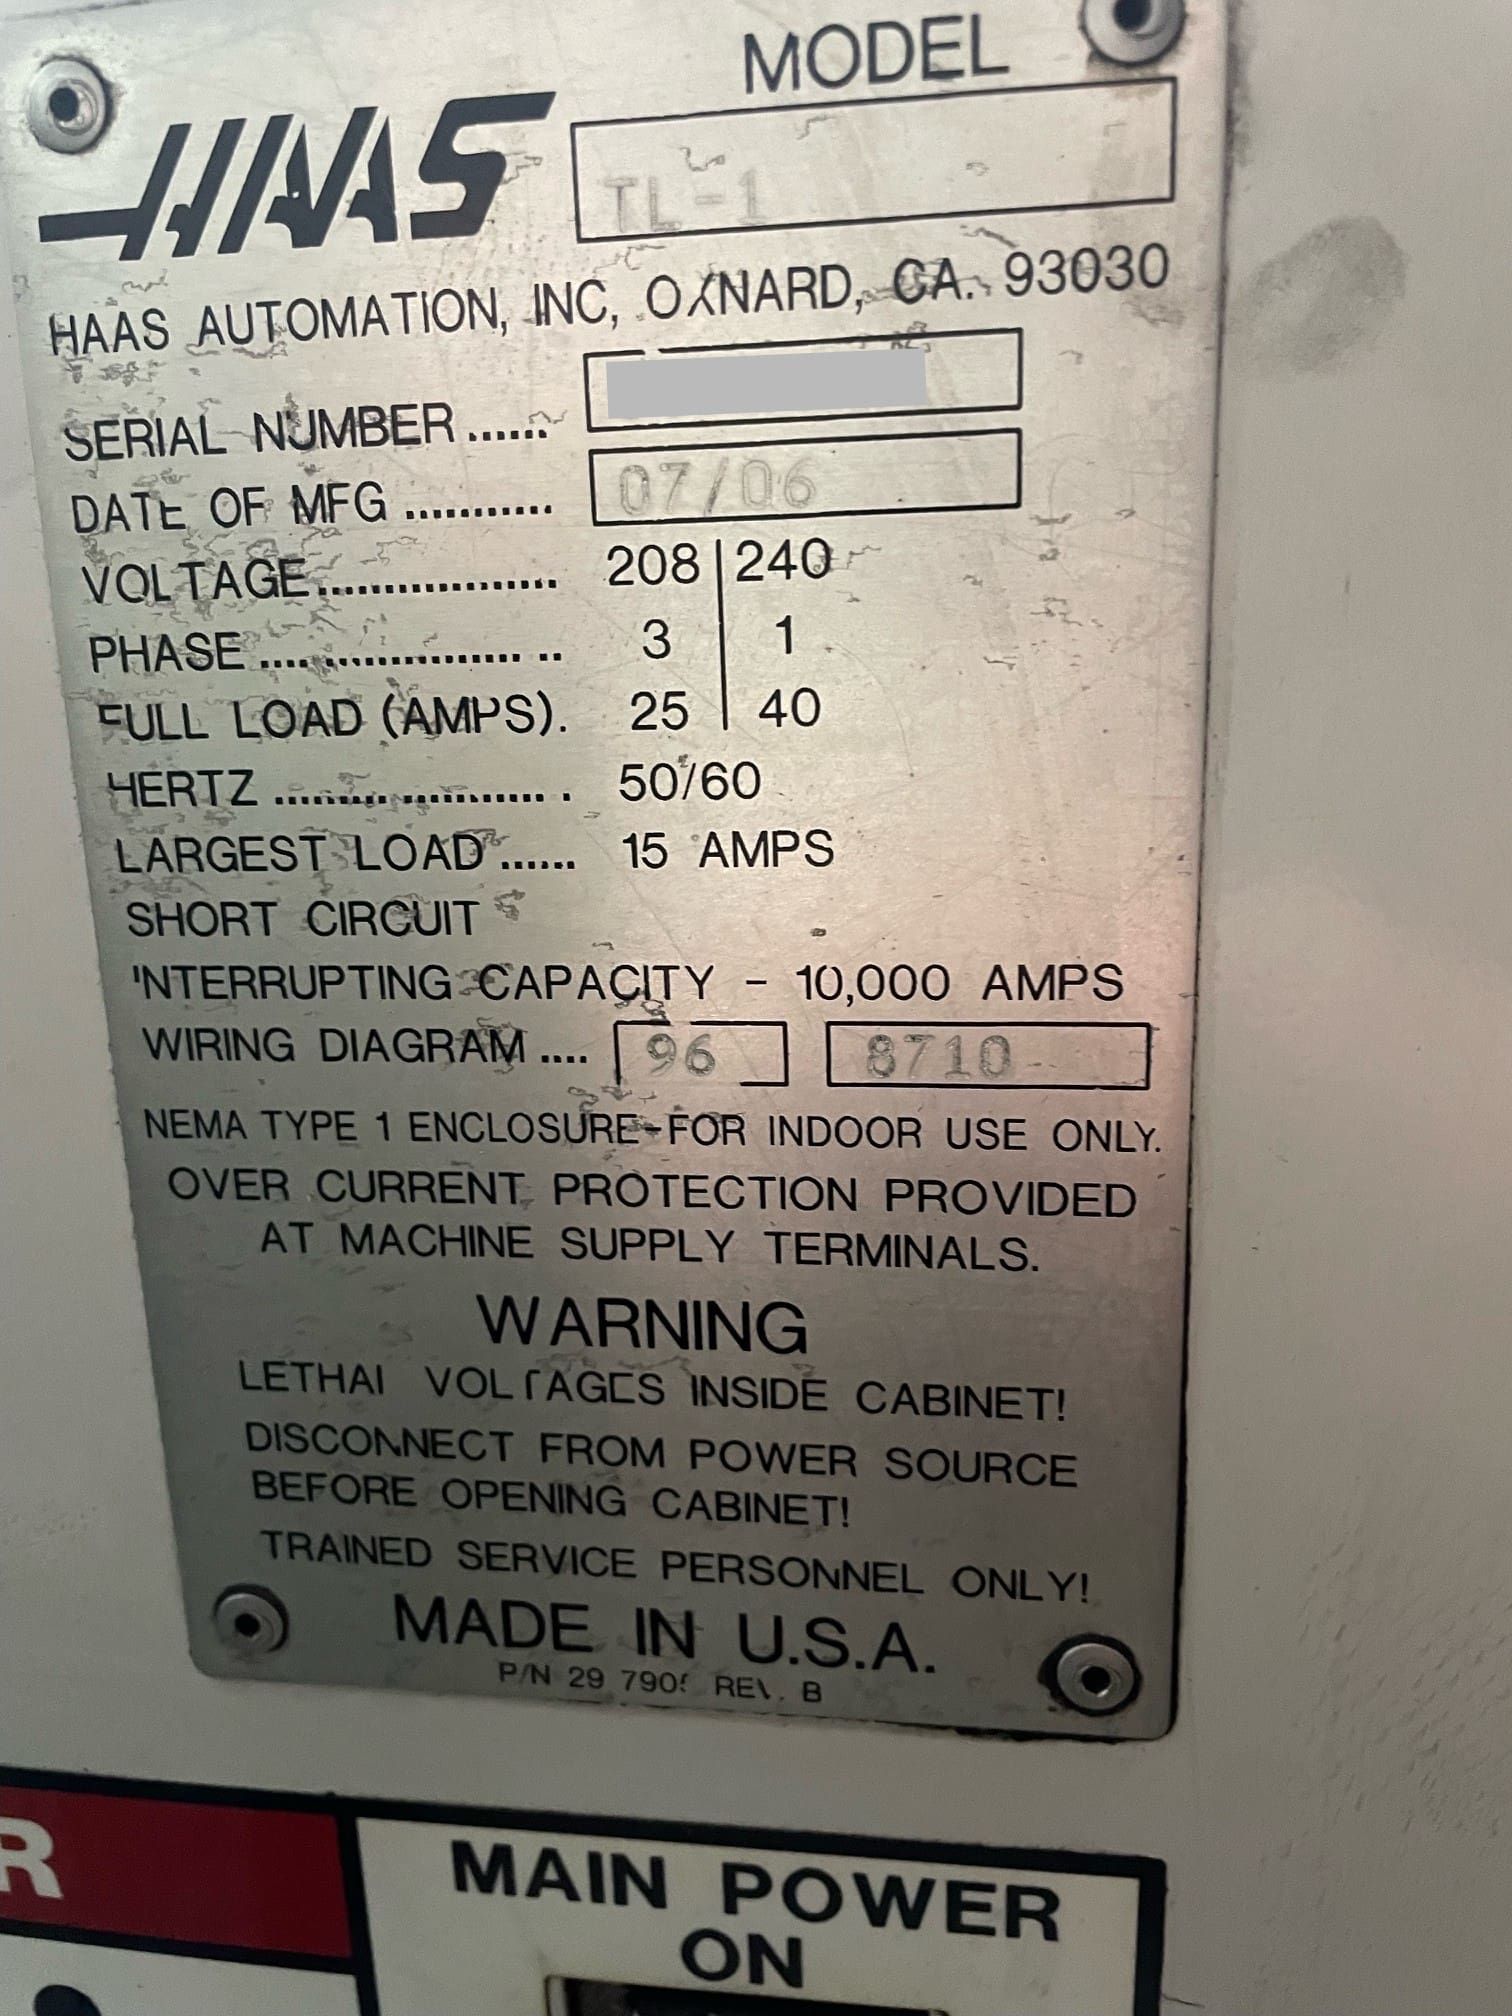 MODEL
HAAS
TL-1
HAAS AUTOMATION, INC, OXNARD, CA. 93030
SERIAL NUMBER ......
DATE OF MFG ........... 07/06
VOLTAGE.................. 208 | 240
PHASE ....................... 3 | 1
FULL LOAD (AMPS). 25 | 40
HERTZ ....................... 50/60
LARGEST LOAD ...... 15 AMPS
SHORT CIRCUIT
INTERRUPTING CAPACITY - 10,000 AMPS
WIRING DIAGRAM .... 96 8710
NEMA TYPE 1 ENCLOSURE-FOR INDOOR USE ONLY.
OVER CURRENT PROTECTION PROVIDED
AT MACHINE SUPPLY TERMINALS.
WARNING
LETHAL VOLTAGES INSIDE CABINET!
DISCONNECT FROM POWER SOURCE
BEFORE OPENING CABINET!
TRAINED SERVICE PERSONNEL ONLY!
MADE IN U.S.A.
P/N 29 REV. B
R
MAIN POWER
ON